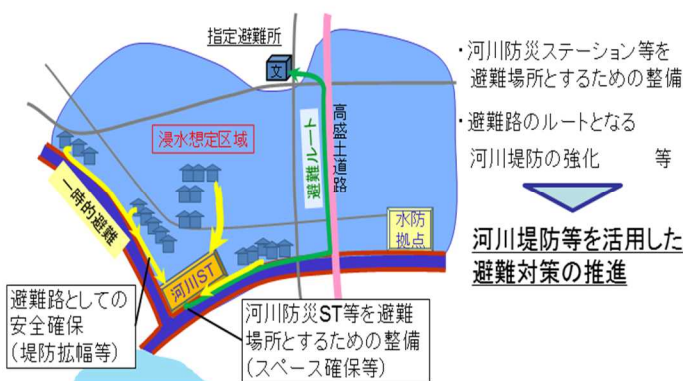 指定避難所
文
浸水想定区域
避難ルート
高盛土道路
一時的避難
水防
拠点
河川ST
避難路としての
安全確保
(堤防拡幅等)
河川防災ST等を避難
場所とするための整備
(スペース確保等)
・河川防災ステーション等を
避難場所とするための整備
・避難路のルートとなる
河川堤防の強化 等
河川堤防等を活用した
避難対策の推進